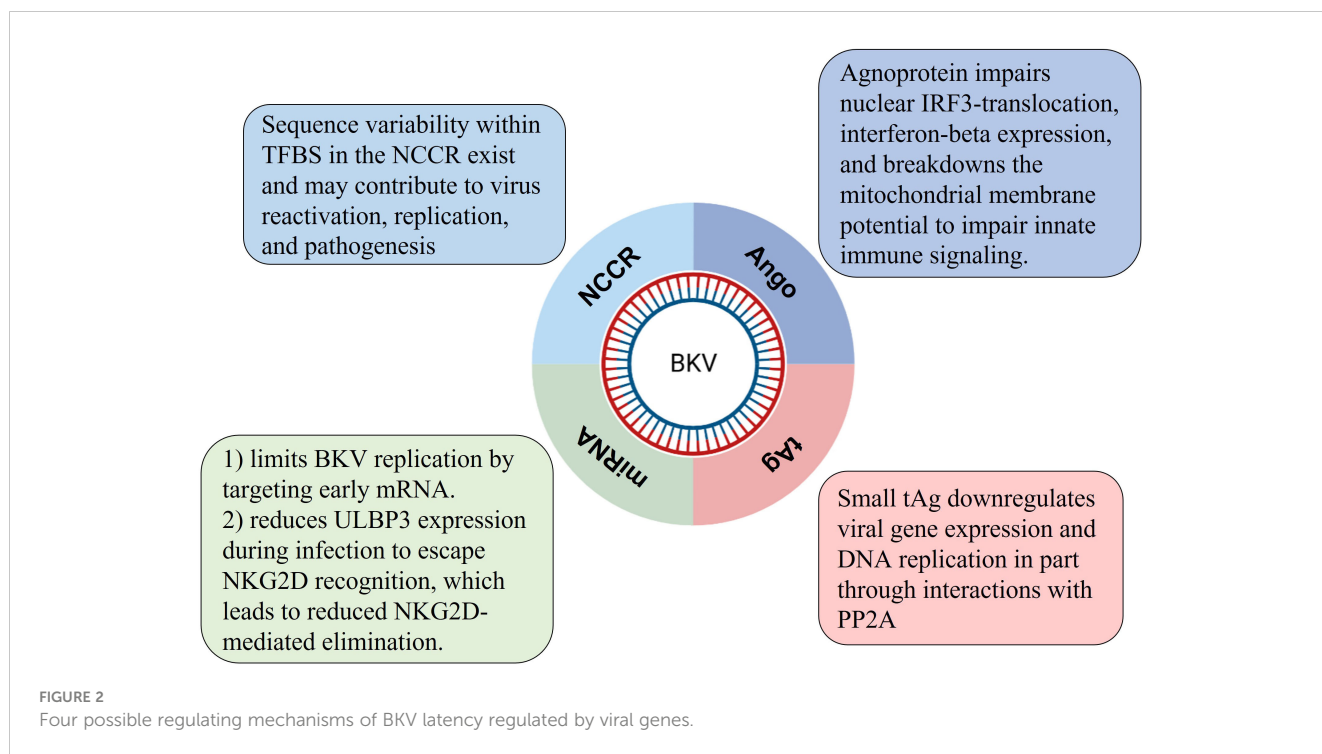 Sequence variability within
TFBS in the NCCR exist
and may contribute to virus
reactivation, replication,
and pathogenesis
Agnoprotein impairs
nuclear IRF3-translocation,
interferon-beta expression,
and breakdowns the
mitochondrial membrane
potential to impair innate
immune signaling.
NCCR
Ango
BKV
miRNA
tAg
1) limits BKV replication by
targeting early mRNA.
2) reduces ULBP3 expression
during infection to escape
NKG2D recognition, which
leads to reduced NKG2D-
mediated elimination.
Small tAg downregulates
viral gene expression and
DNA replication in part
through interactions with
PP2A
FIGURE 2
Four possible regulating mechanisms of BKV latency regulated by viral genes.